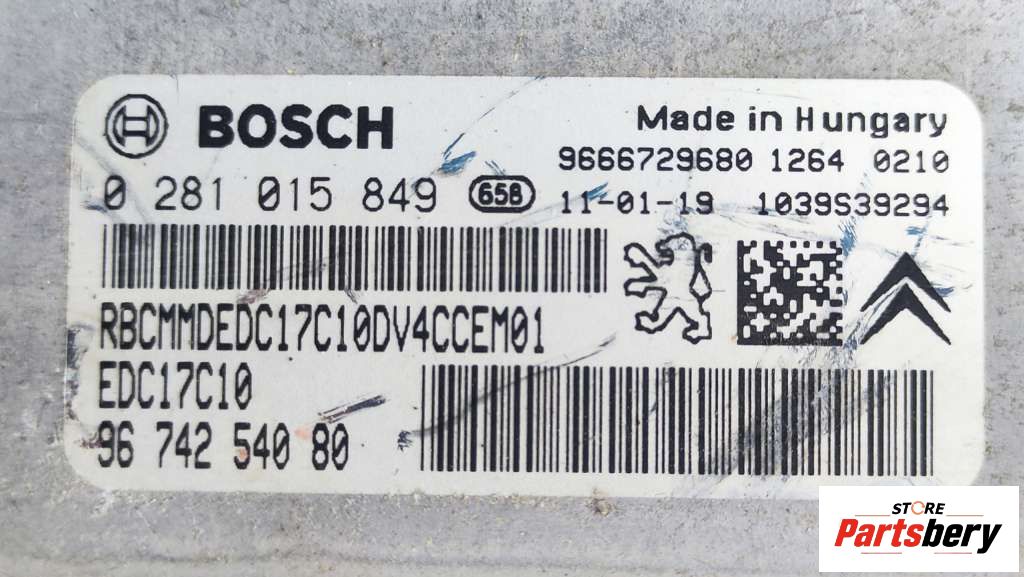 BOSCH
Made in Hungary
9666729680 1264 0210
0 281 015 849 658
11-01-19 1039S39294
RBCMMDEDC17C10DV4CCEM01
EDC17C10
96 742 540 80
STORE
Partsbery